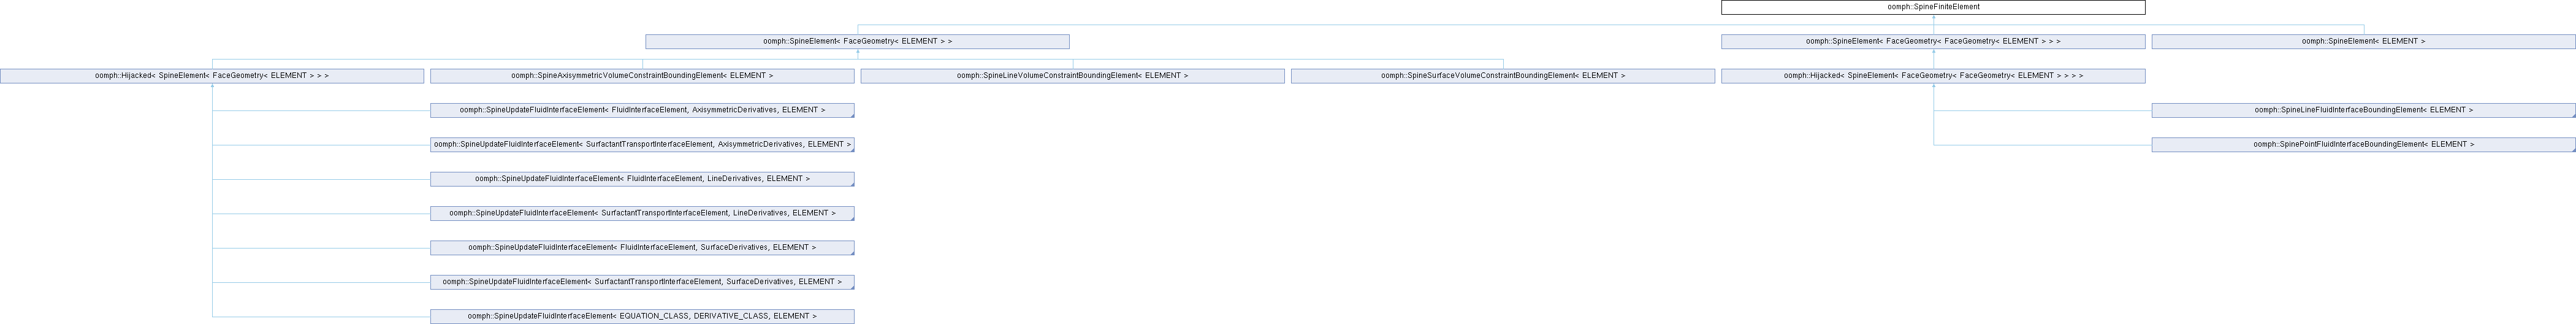 oomph::SpineFiniteElement
oomph::SpineElement< FaceGeometry< ELEMENT > >
oomph::SpineElement< FaceGeometry< FaceGeometry< ELEMENT > > >
oomph::SpineElement< ELEMENT >
oomph::Hijacked< SpineElement< FaceGeometry< ELEMENT > > >
oomph::SpineAxisymmetricVolumeConstraintBoundingElement< ELEMENT >
oomph::SpineLineVolumeConstraintBoundingElement< ELEMENT >
oomph::SpineSurfaceVolumeConstraintBoundingElement< ELEMENT >
oomph::Hijacked< SpineElement< FaceGeometry< FaceGeometry< ELEMENT > > > >
oomph::SpineUpdateFluidInterfaceElement< FluidInterfaceElement, AxisymmetricDerivatives, ELEMENT >
oomph::SpineLineFluidInterfaceBoundingElement< ELEMENT >
oomph::SpineUpdateFluidInterfaceElement< SurfactantTransportInterfaceElement, AxisymmetricDerivatives, ELEMENT >
oomph::SpinePointFluidInterfaceBoundingElement< ELEMENT >
oomph::SpineUpdateFluidInterfaceElement< FluidInterfaceElement, LineDerivatives, ELEMENT >
oomph::SpineUpdateFluidInterfaceElement< SurfactantTransportInterfaceElement, LineDerivatives, ELEMENT >
oomph::SpineUpdateFluidInterfaceElement< FluidInterfaceElement, SurfaceDerivatives, ELEMENT >
oomph::SpineUpdateFluidInterfaceElement< SurfactantTransportInterfaceElement, SurfaceDerivatives, ELEMENT >
oomph::SpineUpdateFluidInterfaceElement< EQUATION_CLASS, DERIVATIVE_CLASS, ELEMENT >